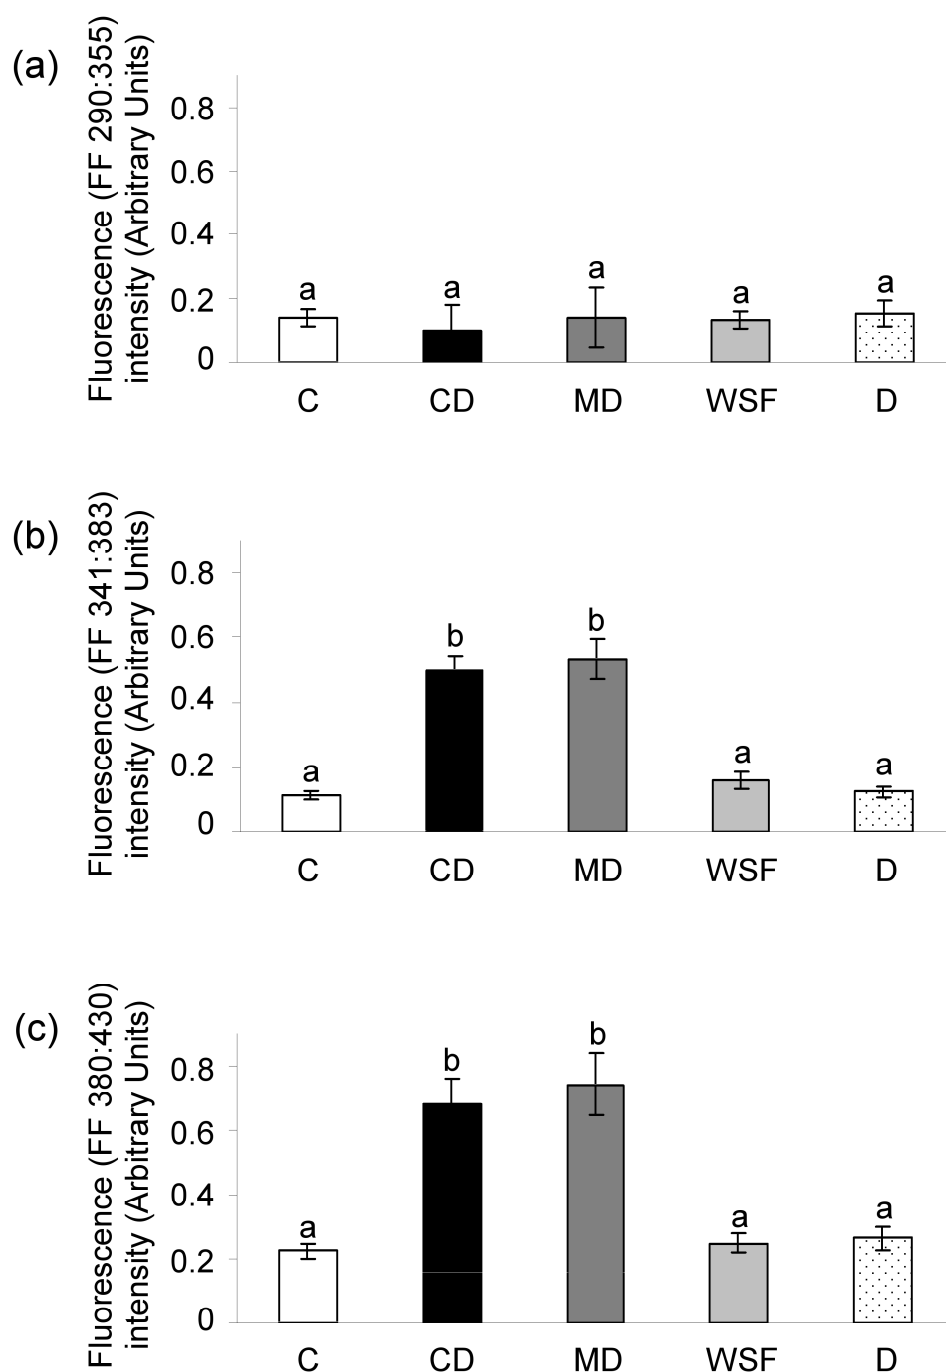 (a)
Fluorescence (FF 290:355)
intensity (Arbitrary Units)
0.8
0.6
0.4
0.2
0
a
a
a
a
a
C CD MD WSF D
(b)
Fluorescence (FF 341:383)
intensity (Arbitrary Units)
0.8
0.6
0.4
0.2
0
a
b
b
a
a
C CD MD WSF D
(c)
Fluorescence (FF 380:430)
intensity (Arbitrary Units)
0.8
0.6
0.4
0.2
0
a
b
b
a
a
C CD MD WSF D